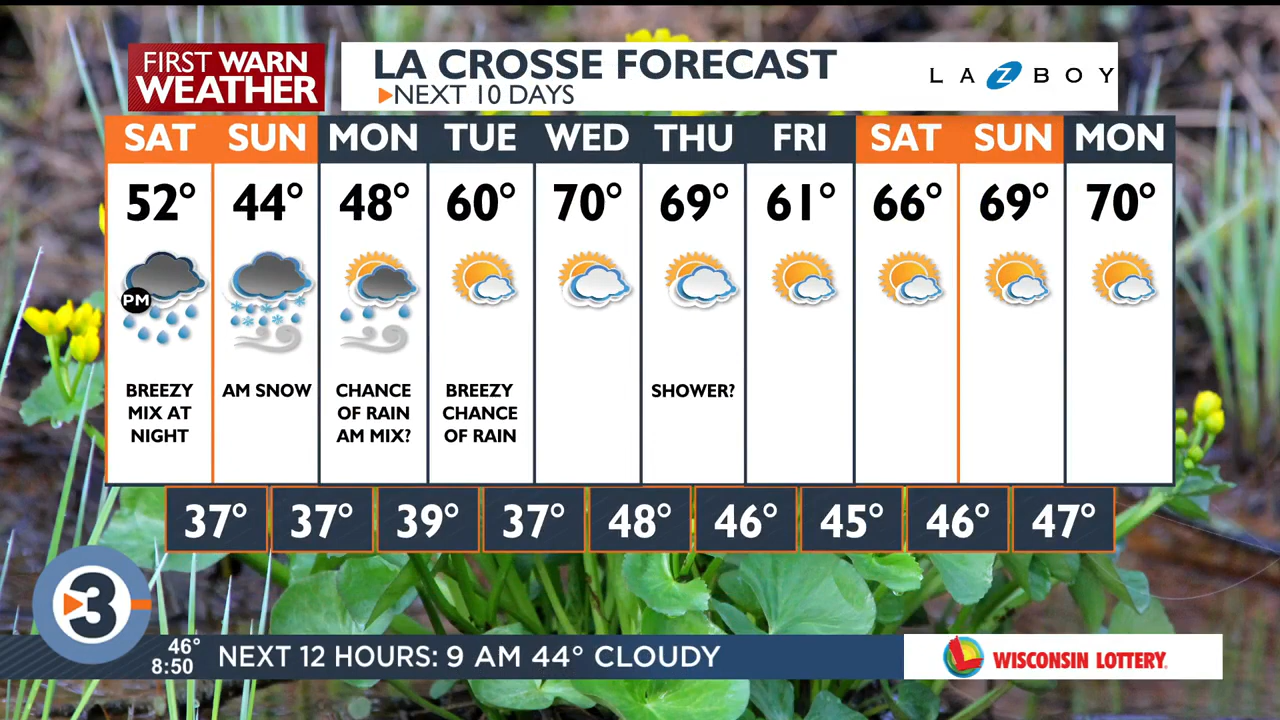 FIRST WARN
WEATHER
LA CROSSE FORECAST
NEXT 10 DAYS
LA Z BOY
SAT SUN MON TUE WED THU FRI SAT SUN MON
52° 44° 48° 60° 70° 69° 61° 66° 69° 70°
PM
BREEZY AM SNOW CHANCE BREEZY SHOWER?
MIX AT OF RAIN CHANCE
NIGHT AM MIX? OF RAIN
37° 37° 39° 37° 48° 46° 45° 46° 47°
3
46°
8:50
NEXT 12 HOURS: 9 AM 44° CLOUDY
WISCONSIN LOTTERY